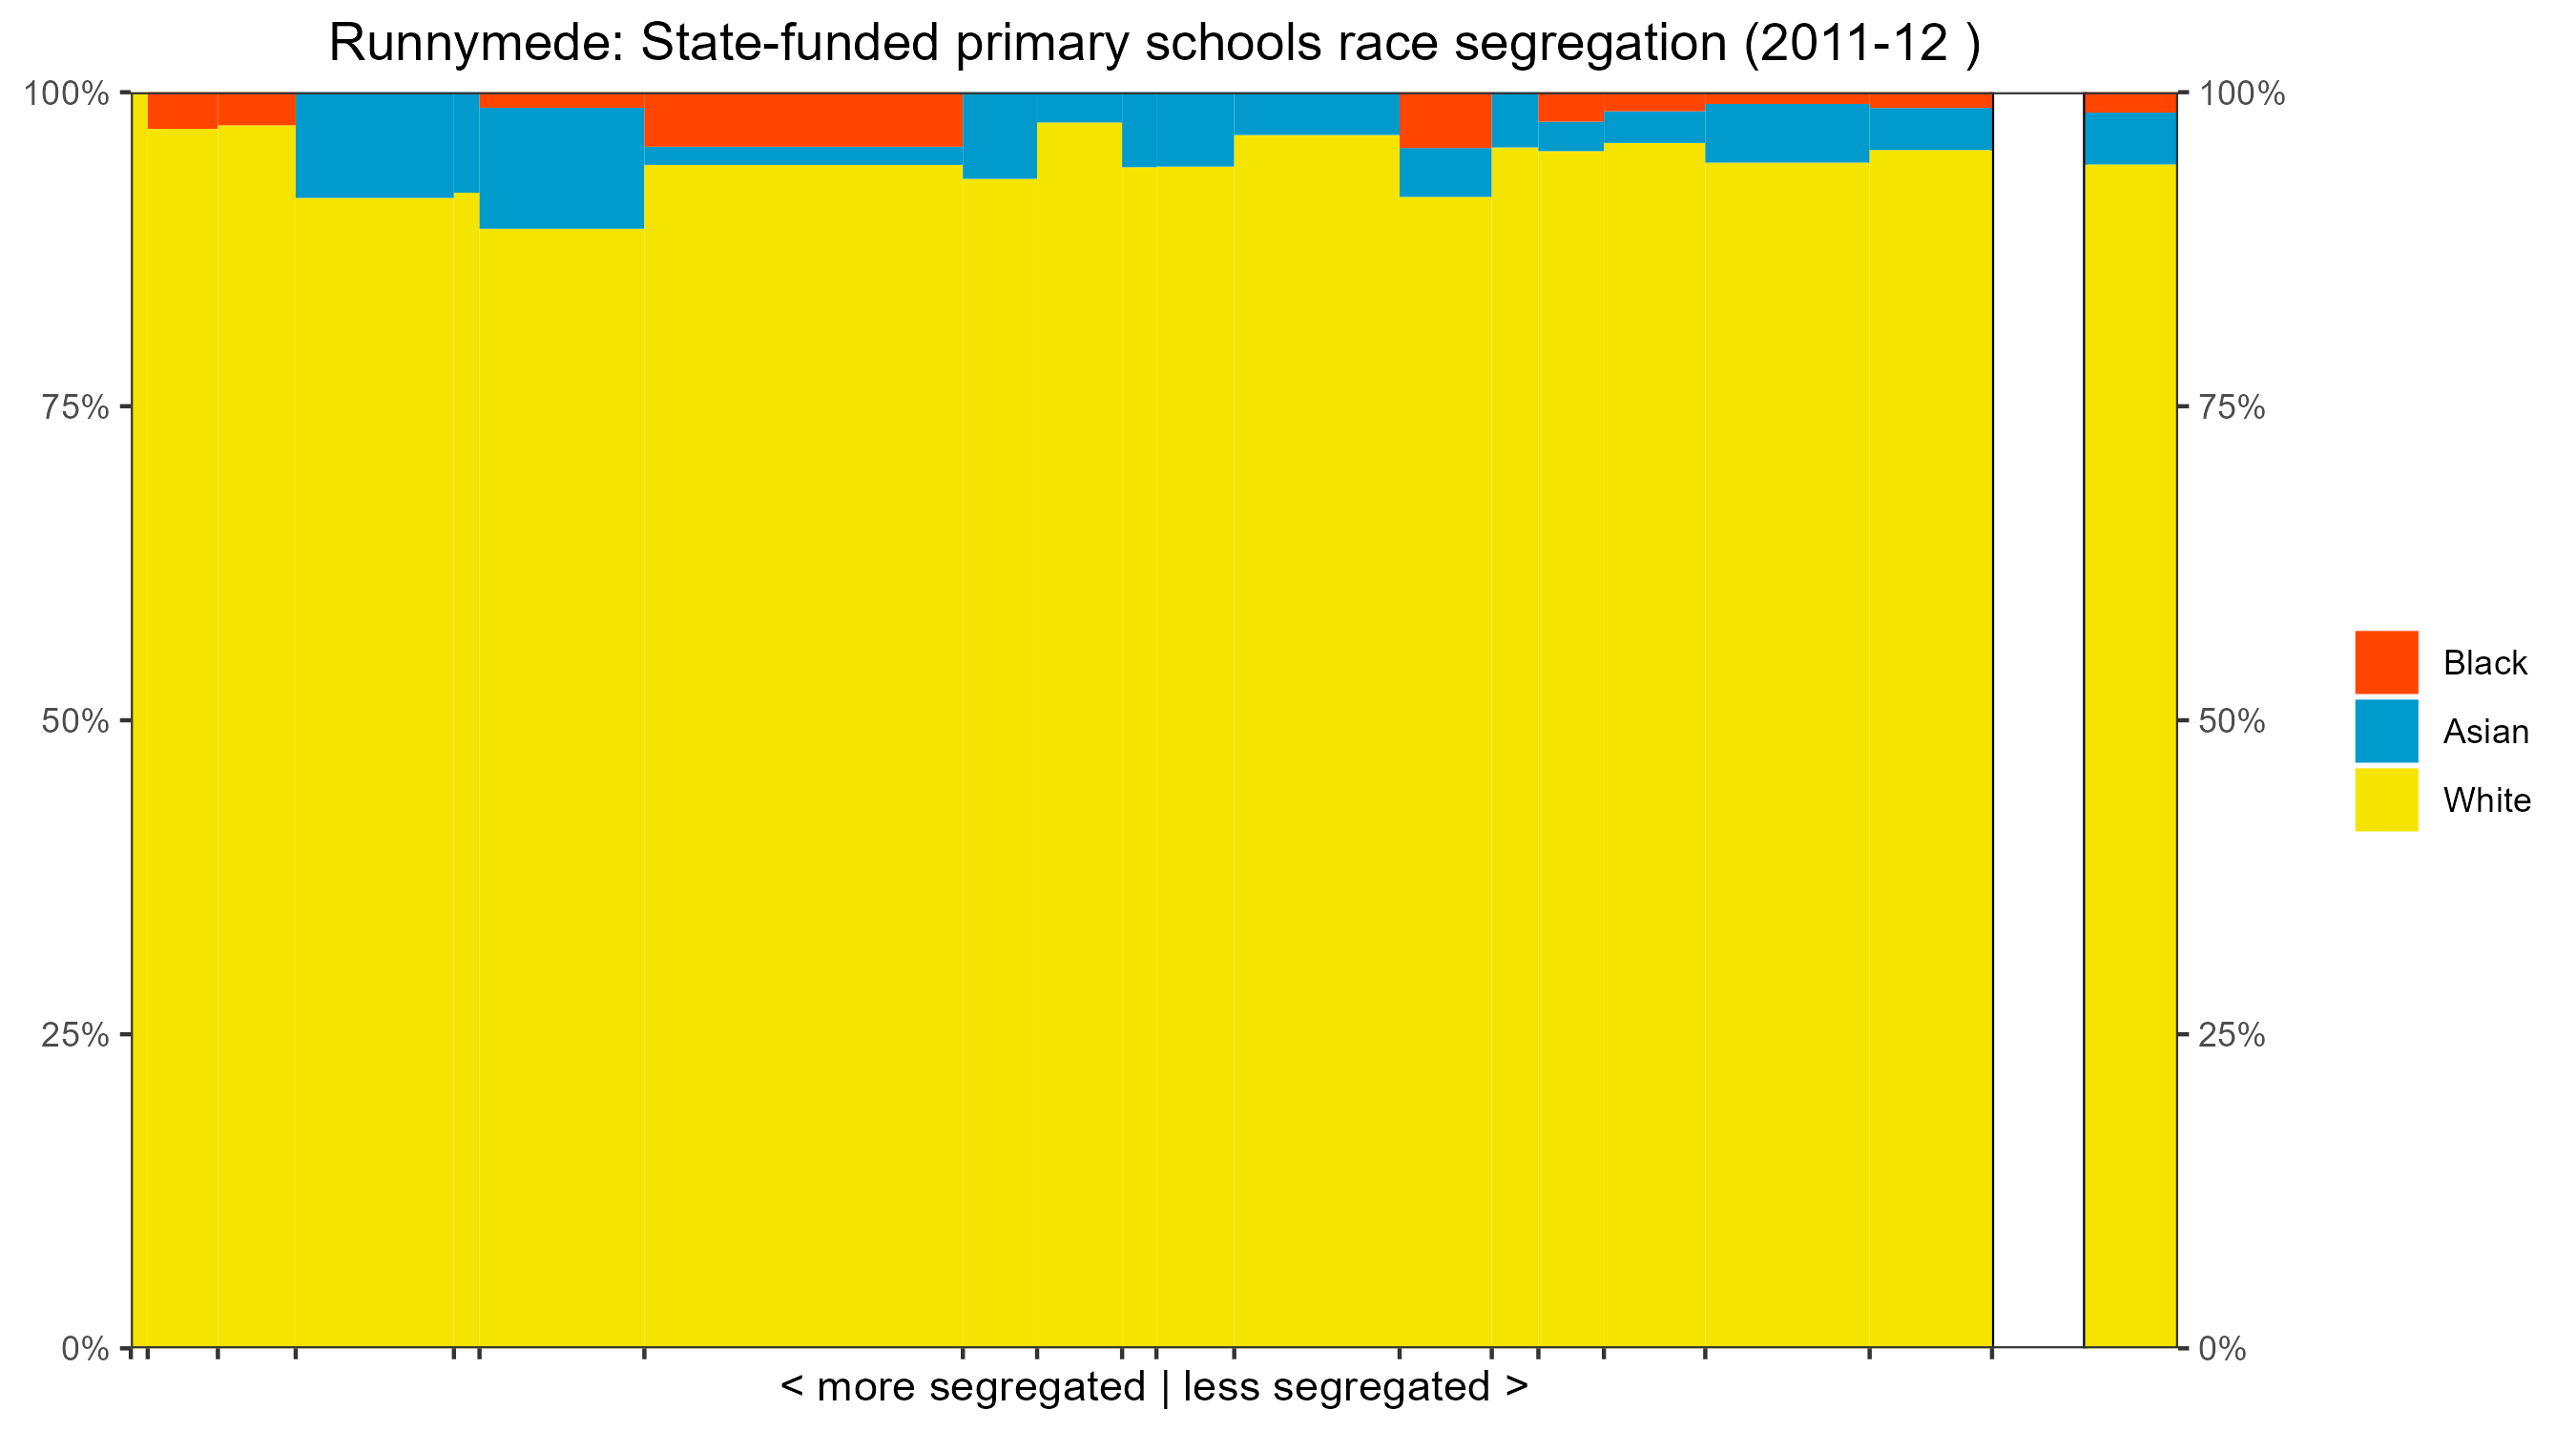 Runnymede: State-funded primary schools race segregation (2011-12 )
100%
100%
75%
75%
50%
50%
25%
25%
0%
0%
Black
Asian
White
< more segregated | less segregated >